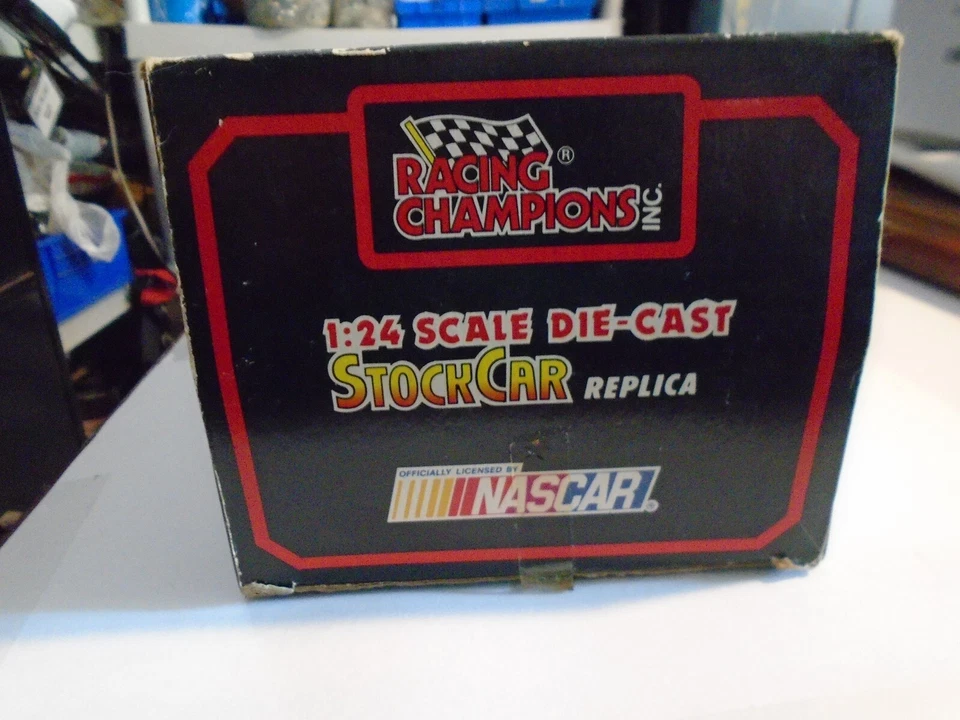 RACING ®
CHAMPIONS INC.
1:24 SCALE DIE-CAST
STOCKCAR REPLICA
OFFICIALLY LICENSED BY
NASCAR ®